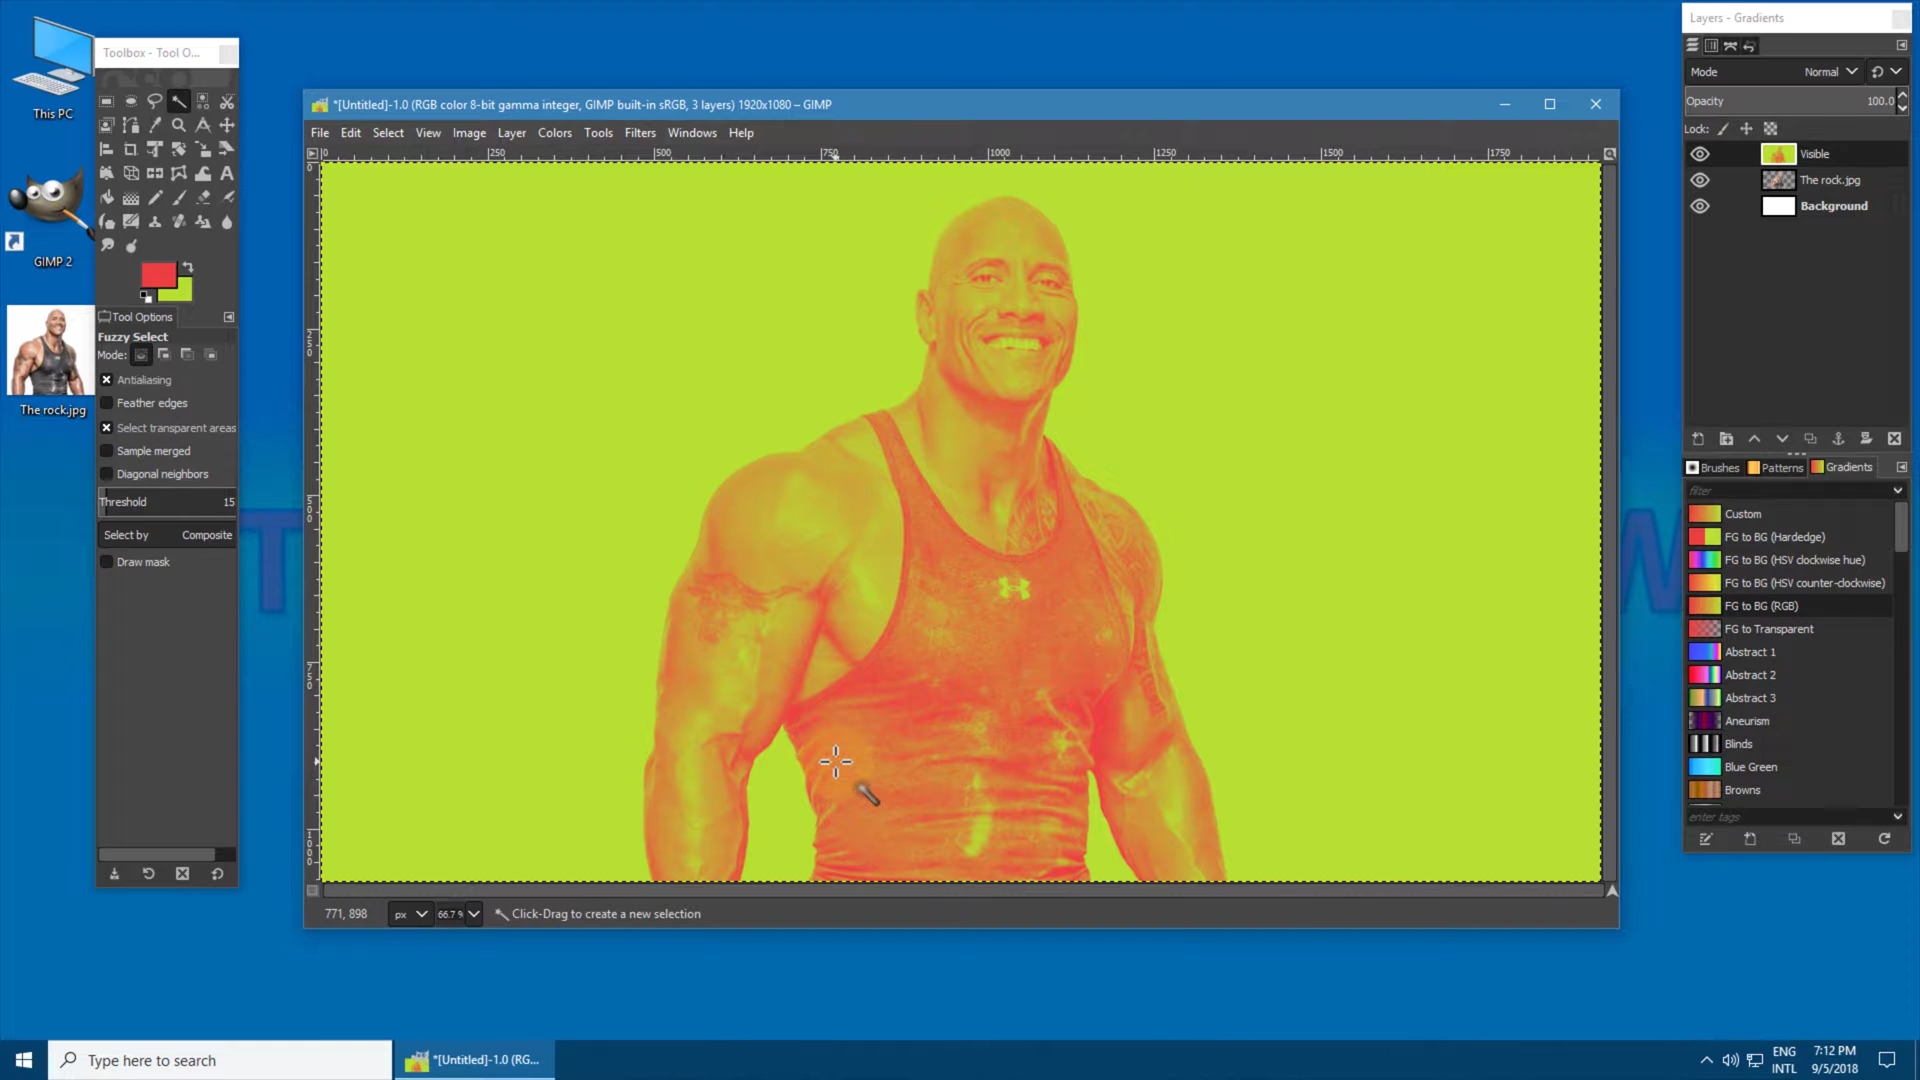 This PC
GIMP 2
The rock.jpg
Toolbox - Tool O...
Tool Options
Fuzzy Select
Mode:
Antialiasing
Feather edges
Select transparent areas
Sample merged
Diagonal neighbors
Threshold 15
Select by Composite
Draw mask
*[Untitled]-1.0 (RGB color 8-bit gamma integer, GIMP built-in sRGB, 3 layers) 1920x1080 – GIMP
File Edit Select View Image Layer Colors Tools Filters Windows Help
0 250 500 750 1000 1250 1500 1750
0
250
500
750
1000
771, 898 px 66.7 % Click-Drag to create a new selection
Layers - Gradients
Mode Normal
Opacity 100.0
Lock:
Visible
The rock.jpg
Background
Brushes Patterns Gradients
filter
Custom
FG to BG (Hardedge)
FG to BG (HSV clockwise hue)
FG to BG (HSV counter-clockwise)
FG to BG (RGB)
FG to Transparent
Abstract 1
Abstract 2
Abstract 3
Aneurism
Blinds
Blue Green
Browns
enter tags
Type here to search
*[Untitled]-1.0 (RG...
ENG
INTL
7:12 PM
9/5/2018